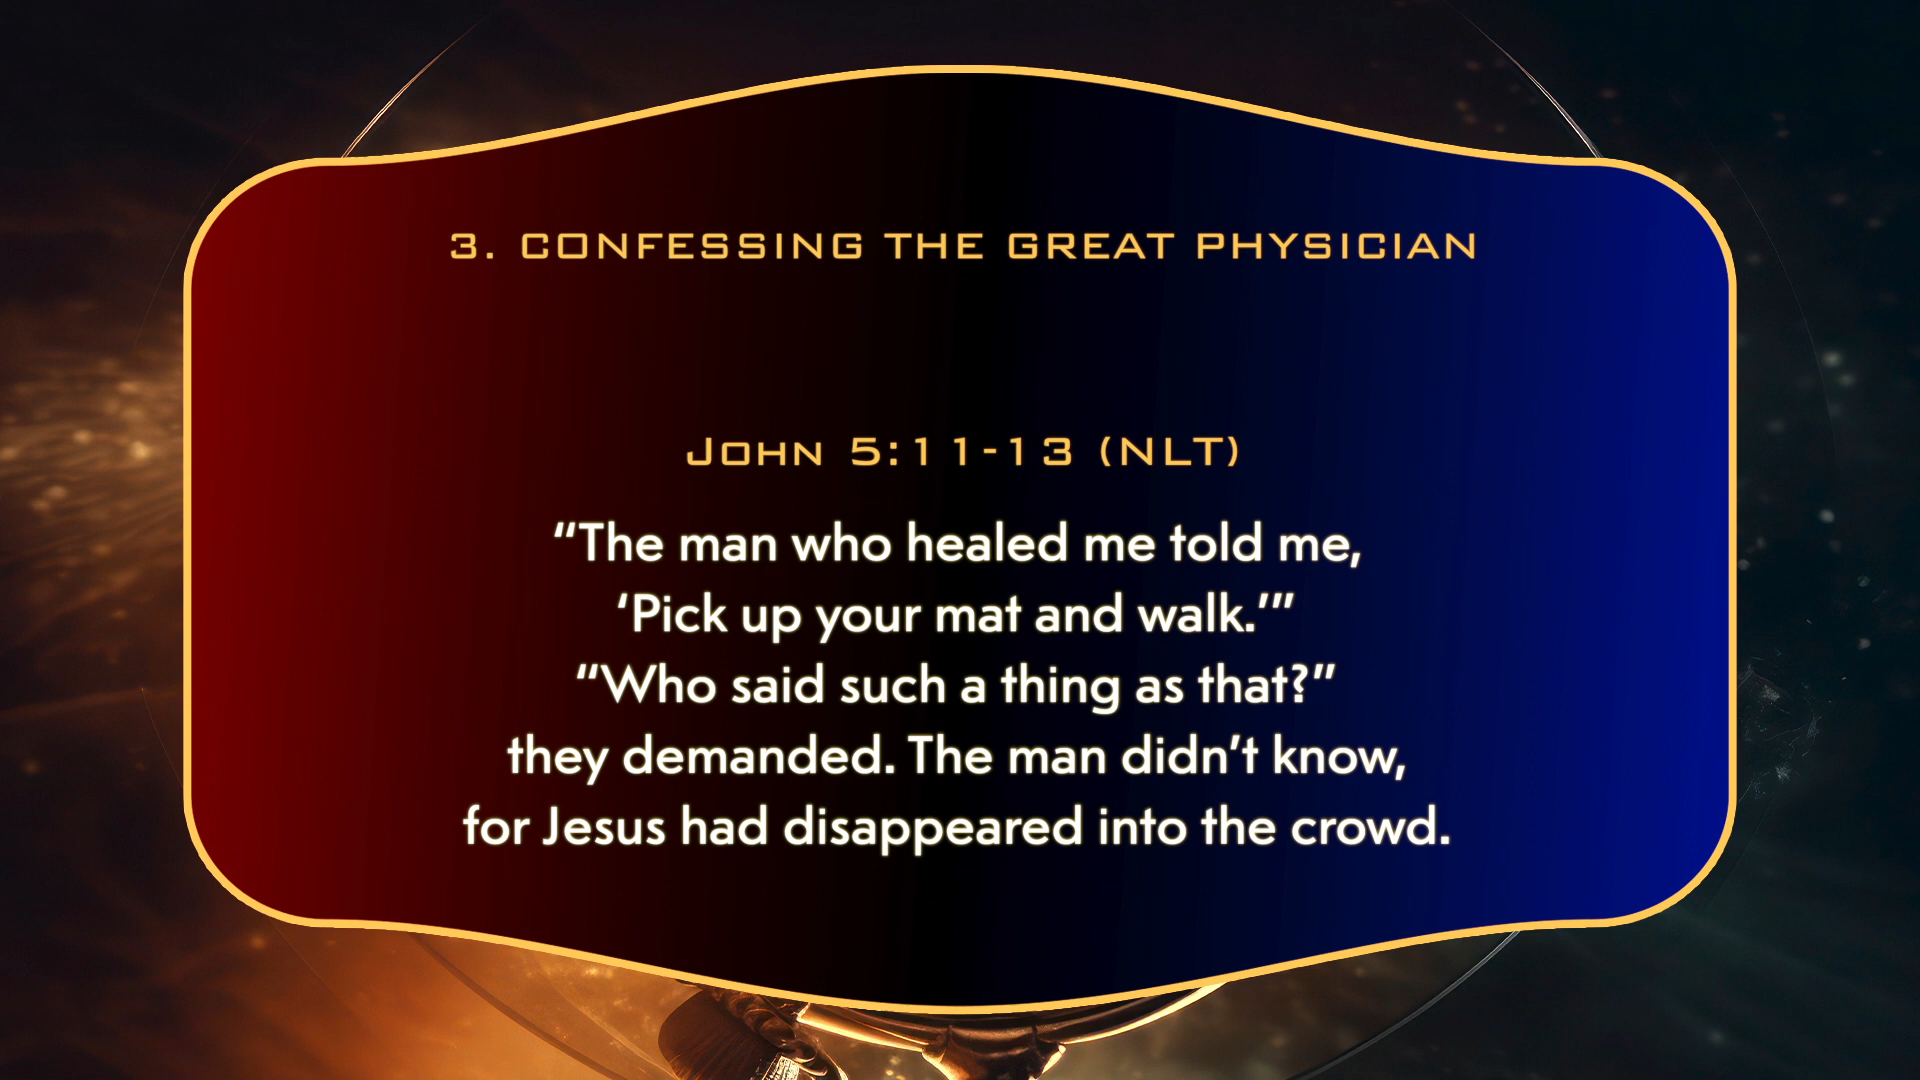 3. CONFESSING THE GREAT PHYSICIAN
John 5:11-13 (NLT)
“The man who healed me told me,
‘Pick up your mat and walk.’”
“Who said such a thing as that?”
they demanded. The man didn’t know,
for Jesus had disappeared into the crowd.